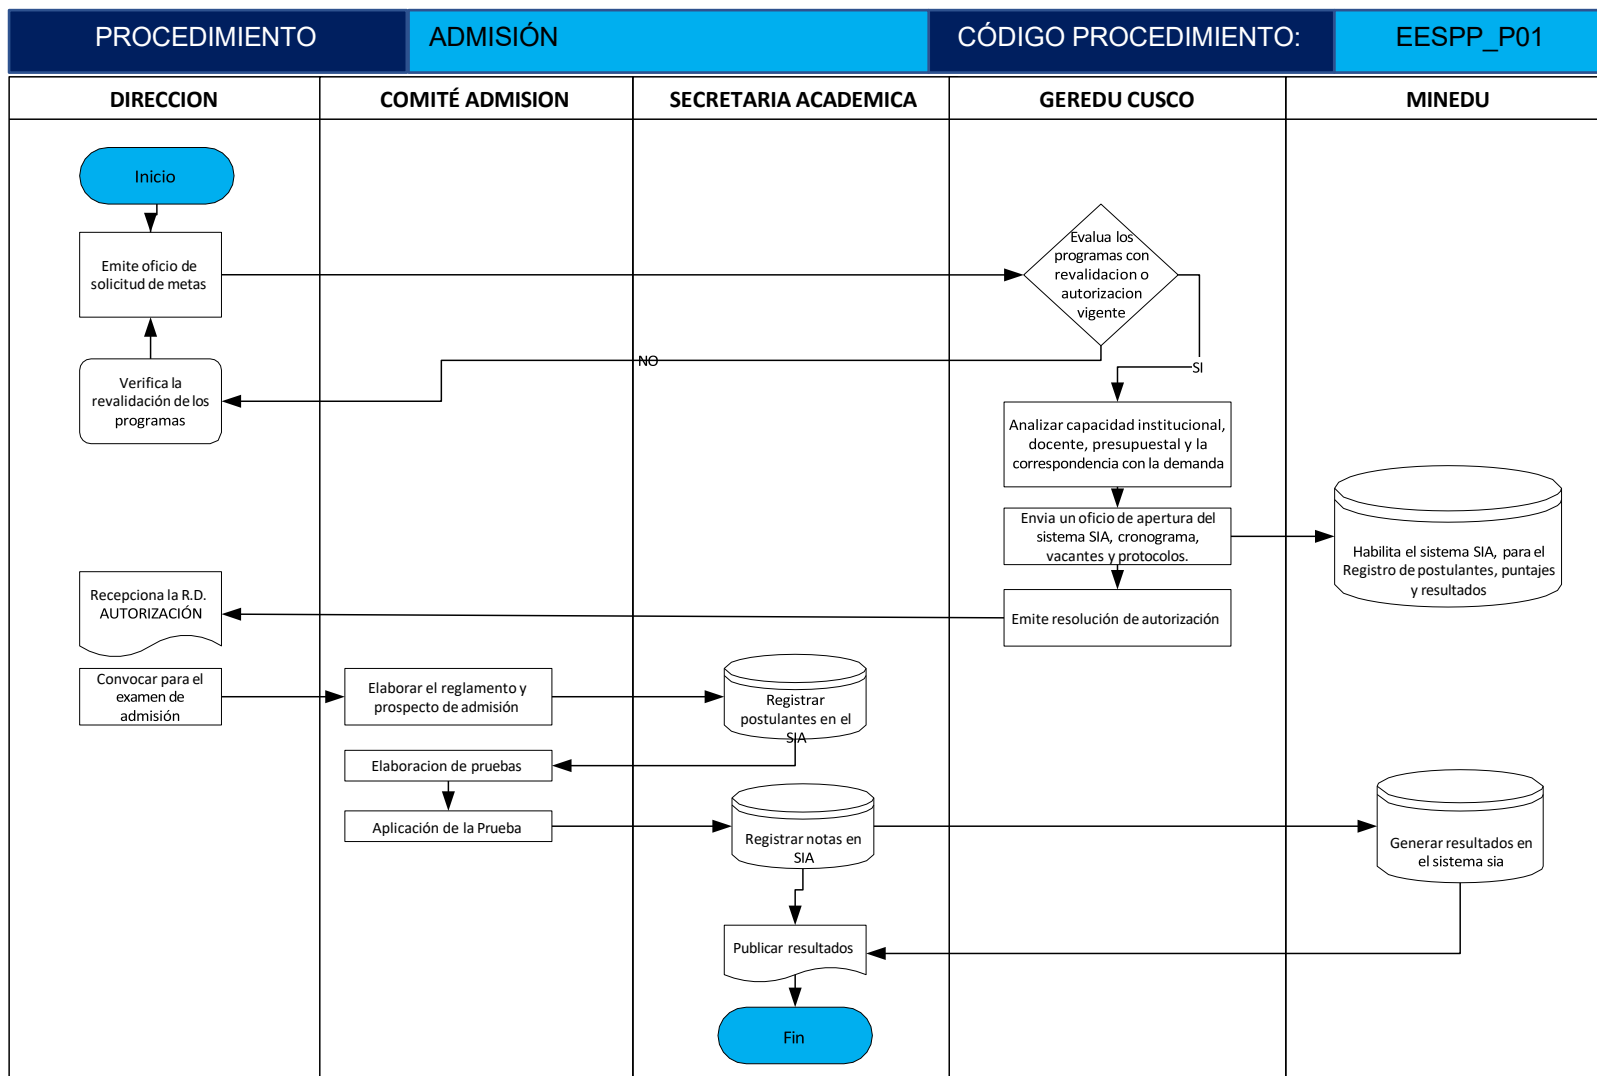 PROCEDIMIENTO
ADMISIÓN
CÓDIGO PROCEDIMIENTO:
EESPP_P01
DIRECCION
COMITÉ ADMISION
SECRETARIA ACADEMICA
GEREDU CUSCO
MINEDU
Inicio
Emite oficio de
solicitud de metas
Evalua los
programas con
revalidacion o
autorizacion
vigente
NO
SI
Verifica la
revalidación de los
programas
Analizar capacidad institucional,
docente, presupuestal y la
correspondencia con la demanda
Envia un oficio de apertura del
sistema SIA, cronograma,
vacantes y protocolos.
Habilita el sistema SIA, para el
Registro de postulantes, puntajes
y resultados
Recepciona la R.D.
AUTORIZACIÓN
Emite resolución de autorización
Convocar para el
examen de
admisión
Elaborar el reglamento y
prospecto de admisión
Registrar
postulantes en el
SIA
Elaboracion de pruebas
Aplicación de la Prueba
Registrar notas en
SIA
Generar resultados en
el sistema sia
Publicar resultados
Fin